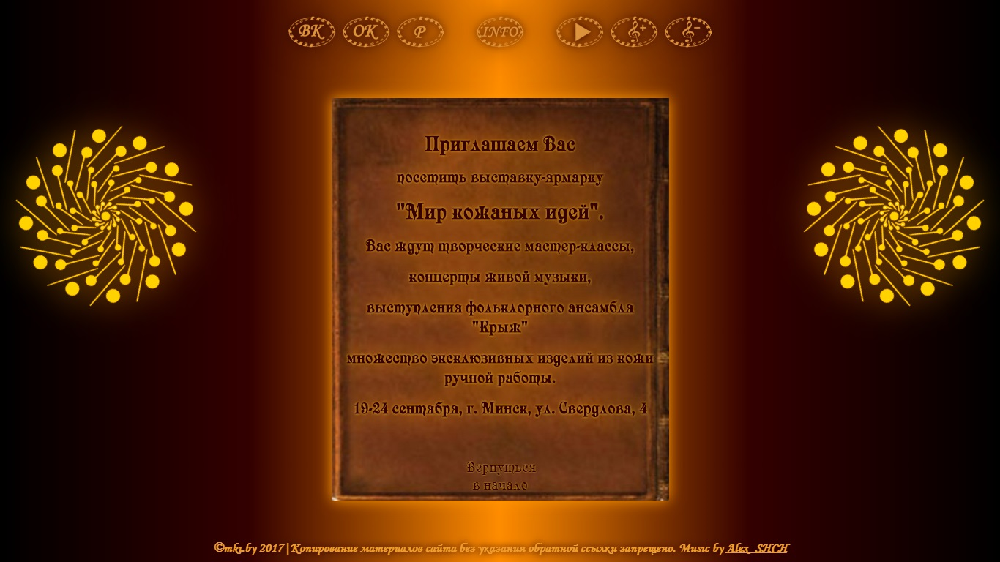 ВК ОК Р INFO
Приглашаем Вас
посетить выставку-ярмарку
"Мир кожаных идей".
Вас ждут творческие мастер-классы,
концерты живой музыки,
выступления фольклорного ансамбля
"Крыж"
множество эксклюзивных изделий из кожи
ручной работы.
19-24 сентября, г. Минск, ул. Свердлова, 4
Вернуться
в начало
©mki.by 2017|Копирование материалов сайта без указания обратной ссылки запрещено. Music by Alex_SHCH